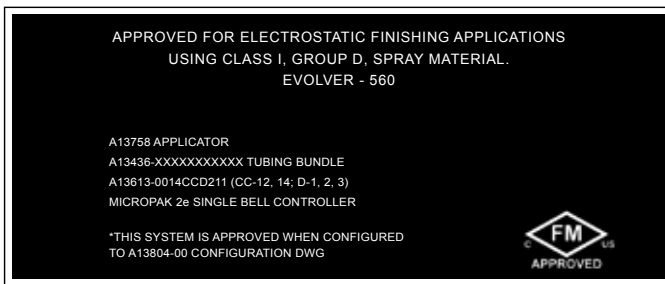 APPROVED FOR ELECTROSTATIC FINISHING APPLICATIONS
USING CLASS I, GROUP D, SPRAY MATERIAL.
EVOLVER - 560
A13758 APPLICATOR
A13436-XXXXXXXXXXX TUBING BUNDLE
A13613-0014CCD211 (CC-12, 14; D-1, 2, 3)
MICROPAK 2e SINGLE BELL CONTROLLER
*THIS SYSTEM IS APPROVED WHEN CONFIGURED
TO A13804-00 CONFIGURATION DWG
FM
C US
APPROVED